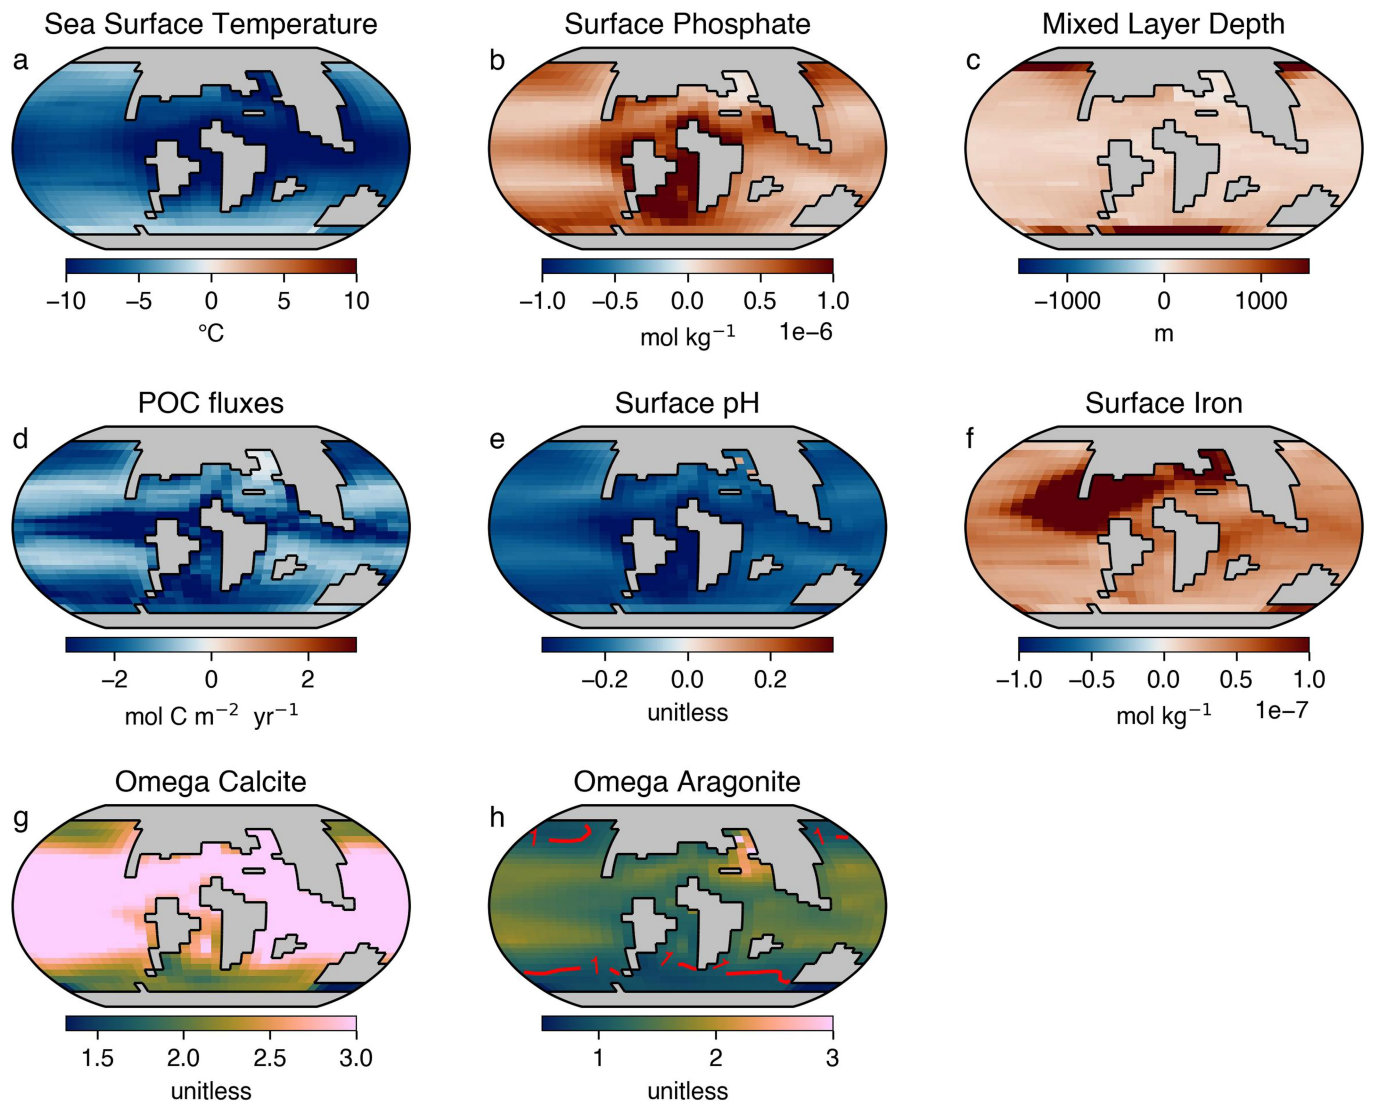 Sea Surface Temperature
Surface Phosphate
Mixed Layer Depth
a
b
c
−10 −5 0 5 10
−1.0 −0.5 0.0 0.5 1.0
−1000 0 1000
°C
mol kg⁻¹ 1e−6
m
POC fluxes
Surface pH
Surface Iron
d
e
f
−2 0 2
−0.2 0.0 0.2
−1.0 −0.5 0.0 0.5 1.0
mol C m⁻² yr⁻¹
unitless
mol kg⁻¹ 1e−7
Omega Calcite
Omega Aragonite
g
h
1.5 2.0 2.5 3.0
1 2 3
unitless
unitless